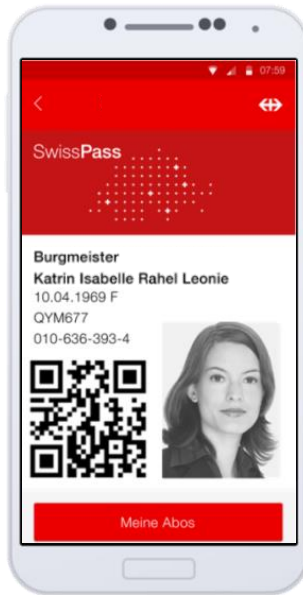 07:59
SwissPass
Burgmeister
Katrin Isabelle Rahel Leonie
10.04.1969 F
QYM677
010-636-393-4
Meine Abos